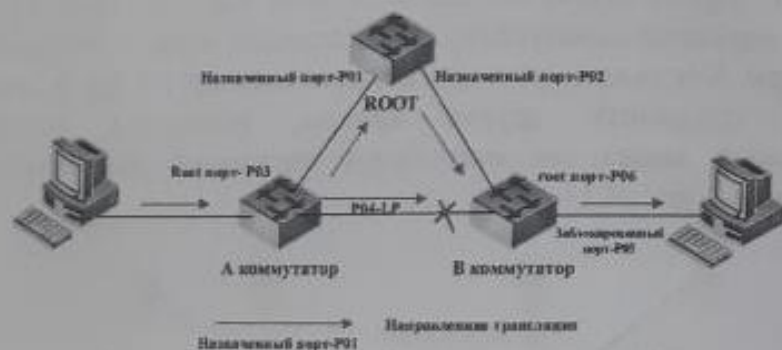 Назначенный порт-P01
Назначенный порт-P02
ROOT
Root порт- P03
root порт-P06
P04-LP
Заблокированный
порт-P05
А коммутатор
В коммутатор
Направления трансляции
Назначенный порт-P01